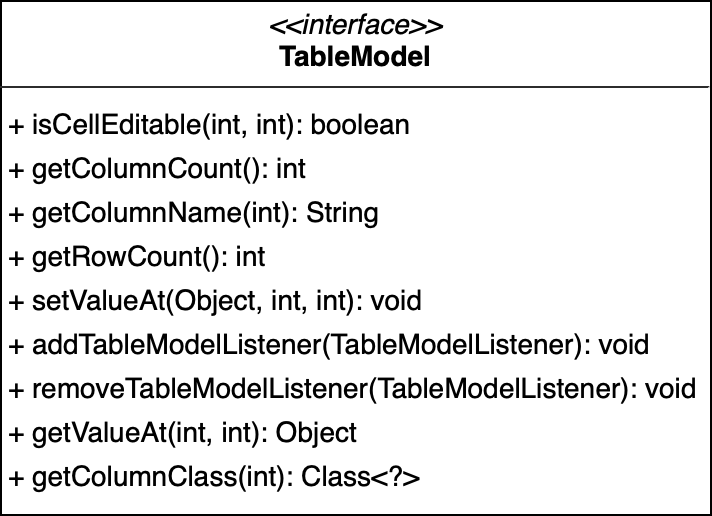 <<interface>>
TableModel
+ isCellEditable(int, int): boolean
+ getColumnCount(): int
+ getColumnName(int): String
+ getRowCount(): int
+ setValueAt(Object, int, int): void
+ addTableModelListener(TableModelListener): void
+ removeTableModelListener(TableModelListener): void
+ getValueAt(int, int): Object
+ getColumnClass(int): Class<?>